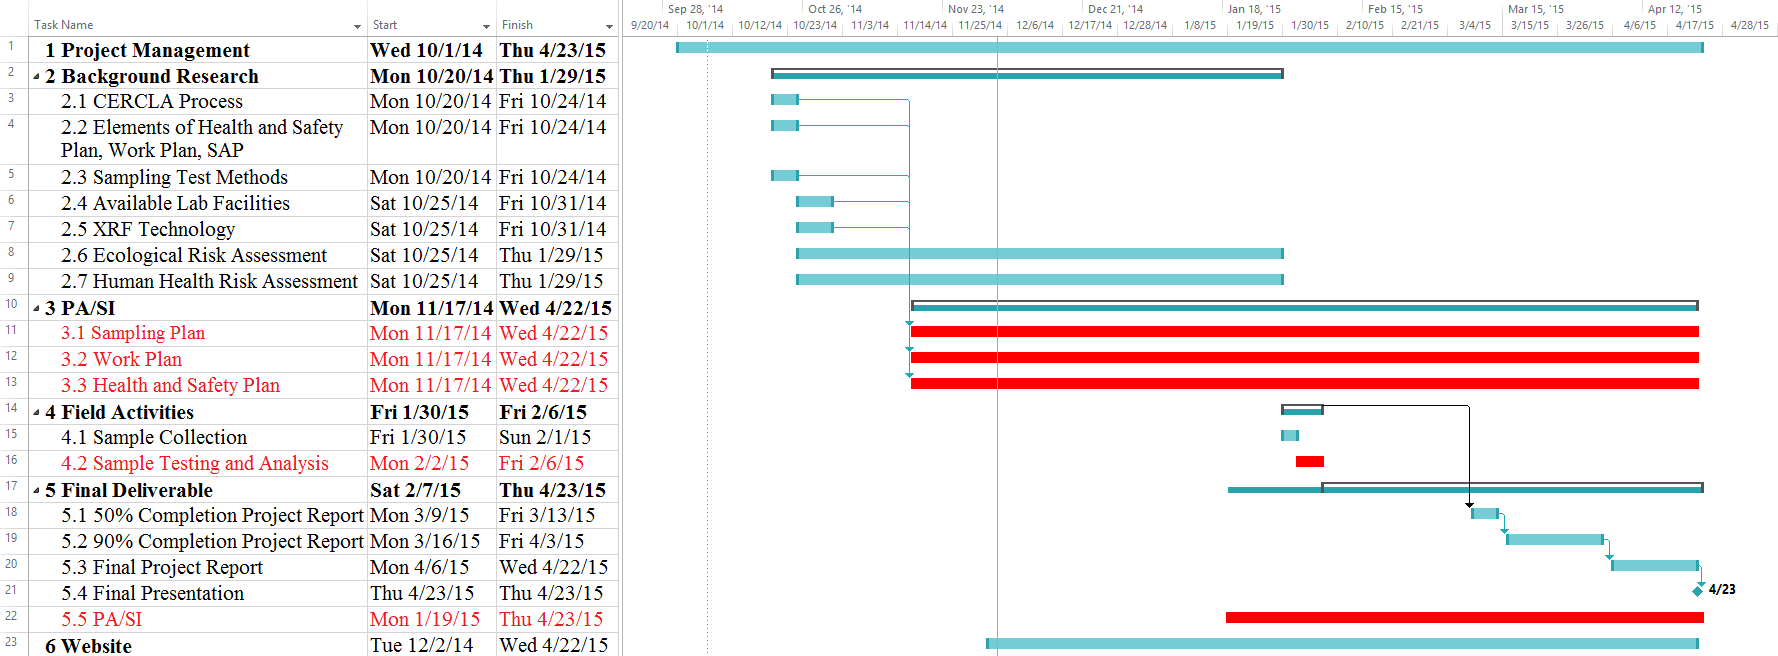 Sep 28, '14 Oct 26, '14 Nov 23, '14 Dec 21, '14 Jan 18, '15 Feb 15, '15 Mar 15, '15 Apr 12, '15
Task Name Start Finish 9/20/14 10/1/14 10/12/14 10/23/14 11/3/14 11/14/14 11/25/14 12/6/14 12/17/14 12/28/14 1/8/15 1/19/15 1/30/15 2/10/15 2/21/15 3/4/15 3/15/15 3/26/15 4/6/15 4/17/15 4/28/15
1 1 Project Management Wed 10/1/14 Thu 4/23/15
2 2 Background Research Mon 10/20/14 Thu 1/29/15
3 2.1 CERCLA Process Mon 10/20/14 Fri 10/24/14
4 2.2 Elements of Health and Safety Mon 10/20/14 Fri 10/24/14
Plan, Work Plan, SAP
5 2.3 Sampling Test Methods Mon 10/20/14 Fri 10/24/14
6 2.4 Available Lab Facilities Sat 10/25/14 Fri 10/31/14
7 2.5 XRF Technology Sat 10/25/14 Fri 10/31/14
8 2.6 Ecological Risk Assessment Sat 10/25/14 Thu 1/29/15
9 2.7 Human Health Risk Assessment Sat 10/25/14 Thu 1/29/15
10 3 PA/SI Mon 11/17/14 Wed 4/22/15
11 3.1 Sampling Plan Mon 11/17/14 Wed 4/22/15
12 3.2 Work Plan Mon 11/17/14 Wed 4/22/15
13 3.3 Health and Safety Plan Mon 11/17/14 Wed 4/22/15
14 4 Field Activities Fri 1/30/15 Fri 2/6/15
15 4.1 Sample Collection Fri 1/30/15 Sun 2/1/15
16 4.2 Sample Testing and Analysis Mon 2/2/15 Fri 2/6/15
17 5 Final Deliverable Sat 2/7/15 Thu 4/23/15
18 5.1 50% Completion Project Report Mon 3/9/15 Fri 3/13/15
19 5.2 90% Completion Project Report Mon 3/16/15 Fri 4/3/15
20 5.3 Final Project Report Mon 4/6/15 Wed 4/22/15
21 5.4 Final Presentation Thu 4/23/15 Thu 4/23/15 4/23
22 5.5 PA/SI Mon 1/19/15 Thu 4/23/15
23 6 Website Tue 12/2/14 Wed 4/22/15